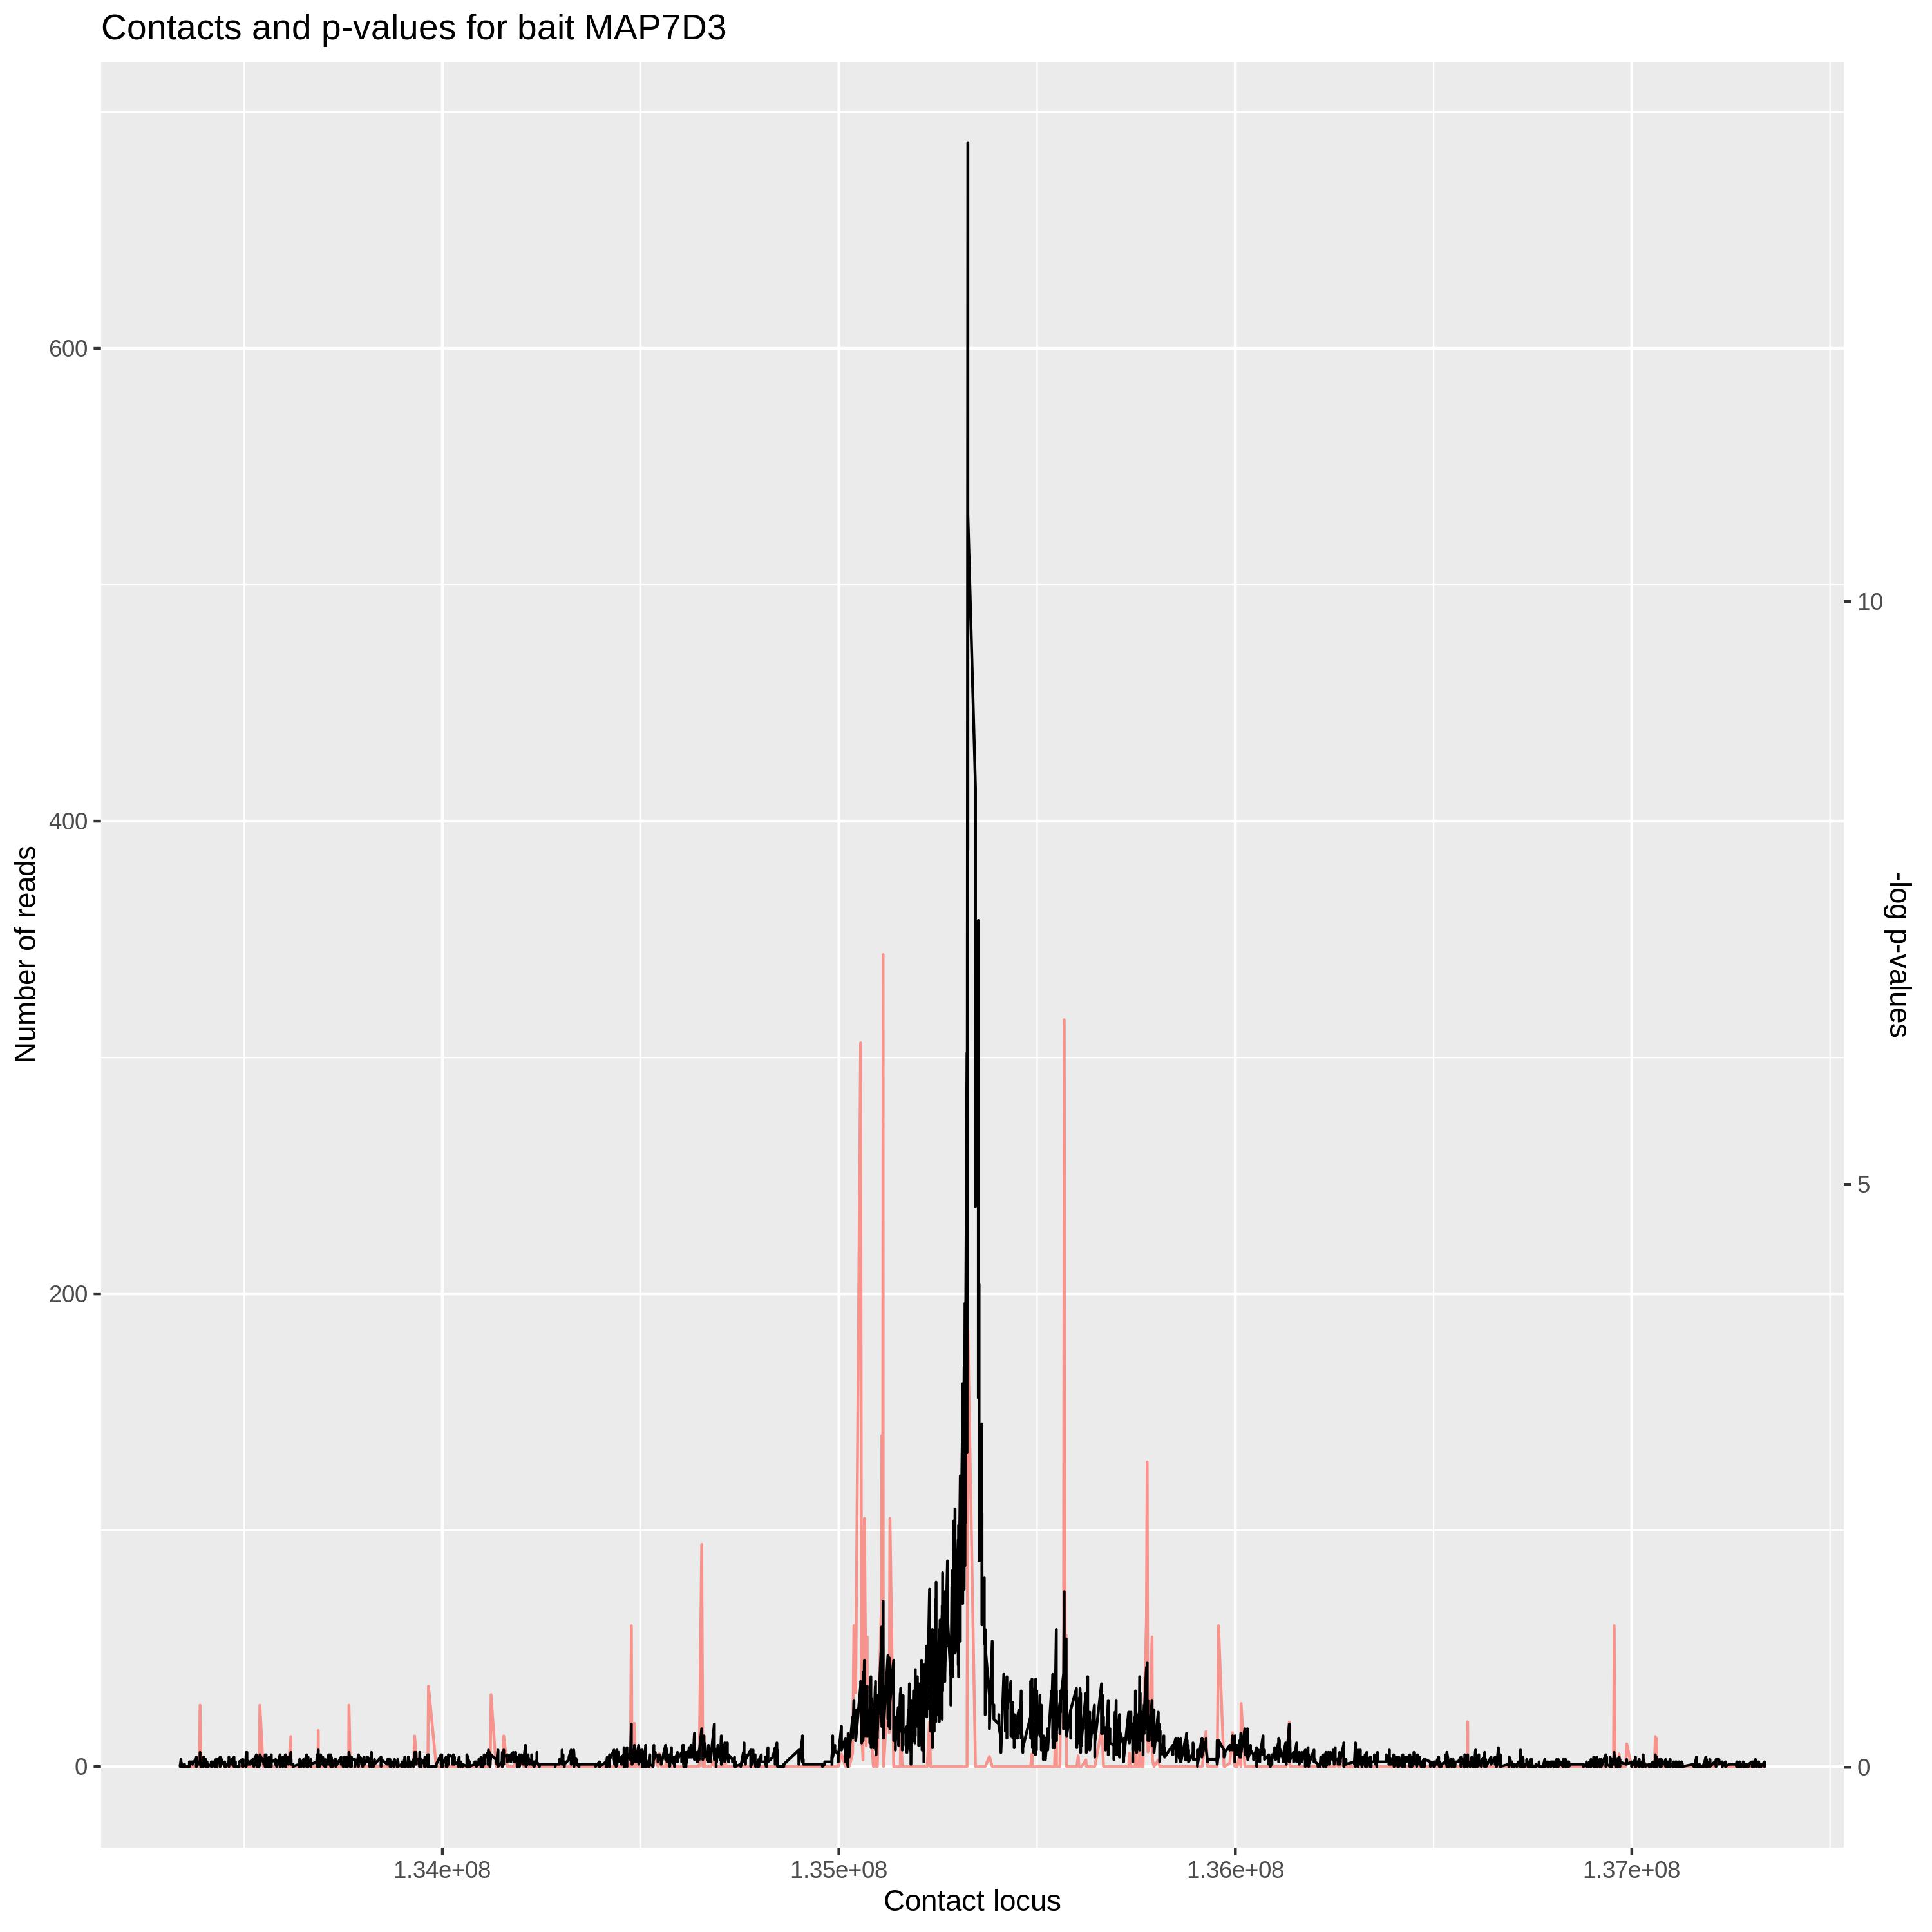 Contacts and p-values for bait MAP7D3
600
400
200
0
Number of reads
10
5
0
-log p-values
1.34e+08
1.35e+08
1.36e+08
1.37e+08
Contact locus